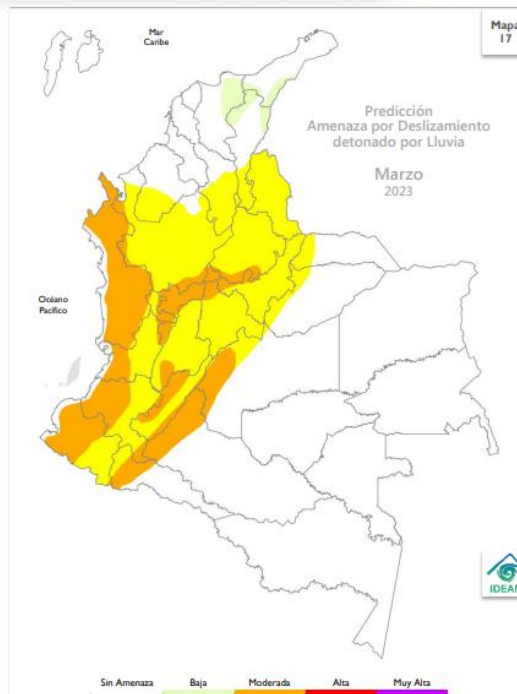 Mar
Caribe
Mapa
17
Predicción
Amenaza por Deslizamiento
detonado por Lluvia
Marzo
2023
Océano
Pacífico
IDEAM
Sin Amenaza Baja Moderada Alta Muy Alta